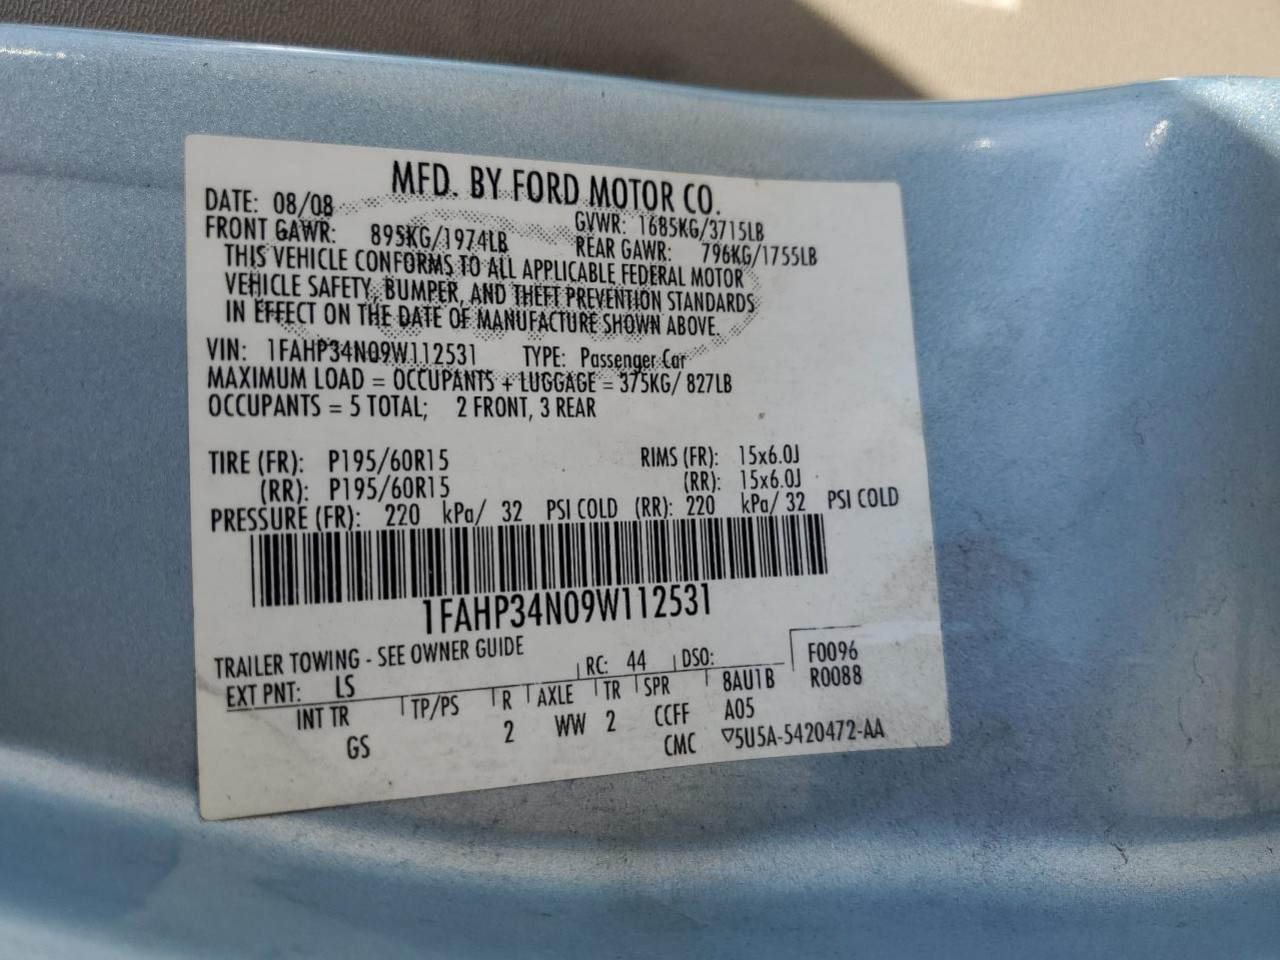 MFD. BY FORD MOTOR CO.
DATE: 08/08 GVWR: 1685KG/3715LB
FRONT GAWR: 895KG/1974LB REAR GAWR: 796KG/1755LB
THIS VEHICLE CONFORMS TO ALL APPLICABLE FEDERAL MOTOR
VEHICLE SAFETY, BUMPER, AND THEFT PREVENTION STANDARDS
IN EFFECT ON THE DATE OF MANUFACTURE SHOWN ABOVE.
VIN: 1FAHP34N09W112531 TYPE: Passenger Car
MAXIMUM LOAD = OCCUPANTS + LUGGAGE = 375KG/ 827LB
OCCUPANTS = 5 TOTAL; 2 FRONT, 3 REAR
TIRE (FR): P195/60R15 RIMS (FR): 15x6.0J
(RR): P195/60R15 (RR): 15x6.0J
PRESSURE (FR): 220 kPa/ 32 PSI COLD (RR): 220 kPa/ 32 PSI COLD
1FAHP34N09W112531
TRAILER TOWING - SEE OWNER GUIDE
EXT PNT: LS RC: 44 DSO: F0096
INT TR TP/PS R AXLE TR SPR 8AU1B R0088
GS 2 WW 2 CCFF A05
CMC ▽5U5A-5420472-AA